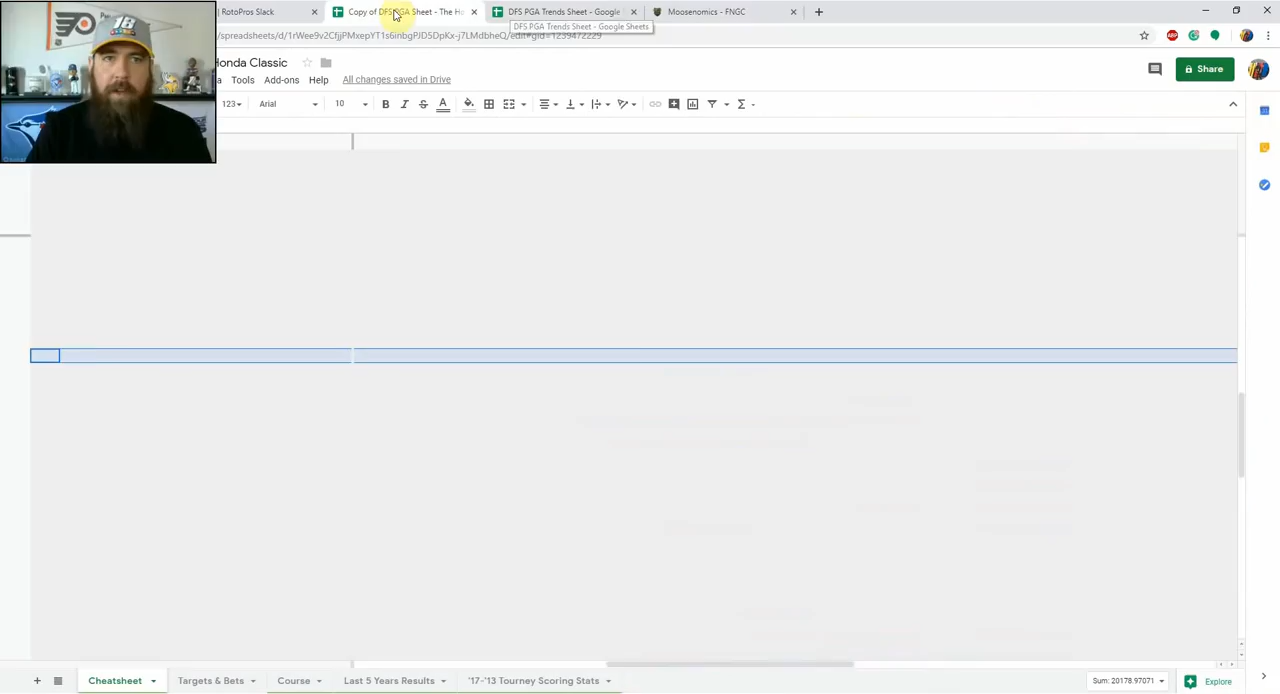 | RotoPros Slack
Copy of DFS PGA Sheet - The Ho
DFS PGA Trends Sheet - Google
Moosenomics - FNGC
DFS PGA Trends Sheet - Google Sheets
/spreadsheets/d/1rWee9v2CfjjPMxepYT1s6inbgPJD5DpKx-j7LMdbheQ/edit#gid=1239472229
Honda Classic
Tools Add-ons Help All changes saved in Drive
Share
123 Arial 10 B I S A
18
Cheatsheet Targets & Bets Course Last 5 Years Results '17-'13 Tourney Scoring Stats
Sum: 20178.97071 Explore